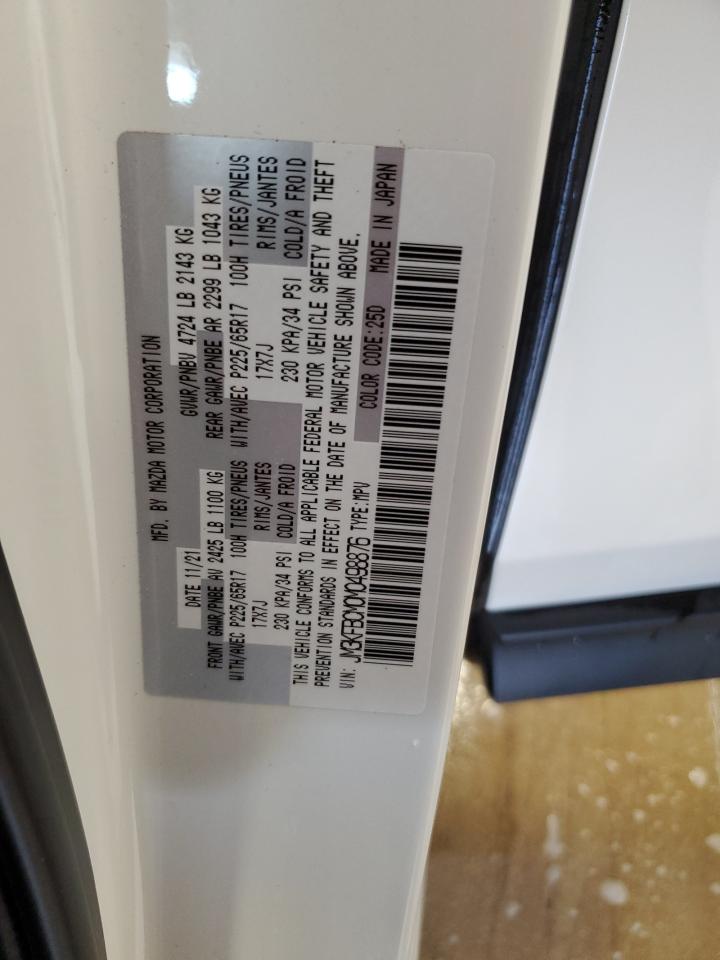 MFD. BY MAZDA MOTOR CORPORATION
DATE 11/21 GVWR/PNBV 4724 LB 2143 KG
FRONT GAWR/PNBE AV 2425 LB 1100 KG REAR GAWR/PNBE AR 2299 LB 1043 KG
WITH/AVEC P225/65R17 100H TIRES/PNEUS WITH/AVEC P225/65R17 100H TIRES/PNEUS
17X7J RIMS/JANTES 17X7J RIMS/JANTES
230 KPA/34 PSI COLD/A FROID 230 KPA/34 PSI COLD/A FROID
THIS VEHICLE CONFORMS TO ALL APPLICABLE FEDERAL MOTOR VEHICLE SAFETY AND THEFT
PREVENTION STANDARDS IN EFFECT ON THE DATE OF MANUFACTURE SHOWN ABOVE.
VIN: JM3KFBCM0N0498876 TYPE:MPV COLOR CODE:25D MADE IN JAPAN